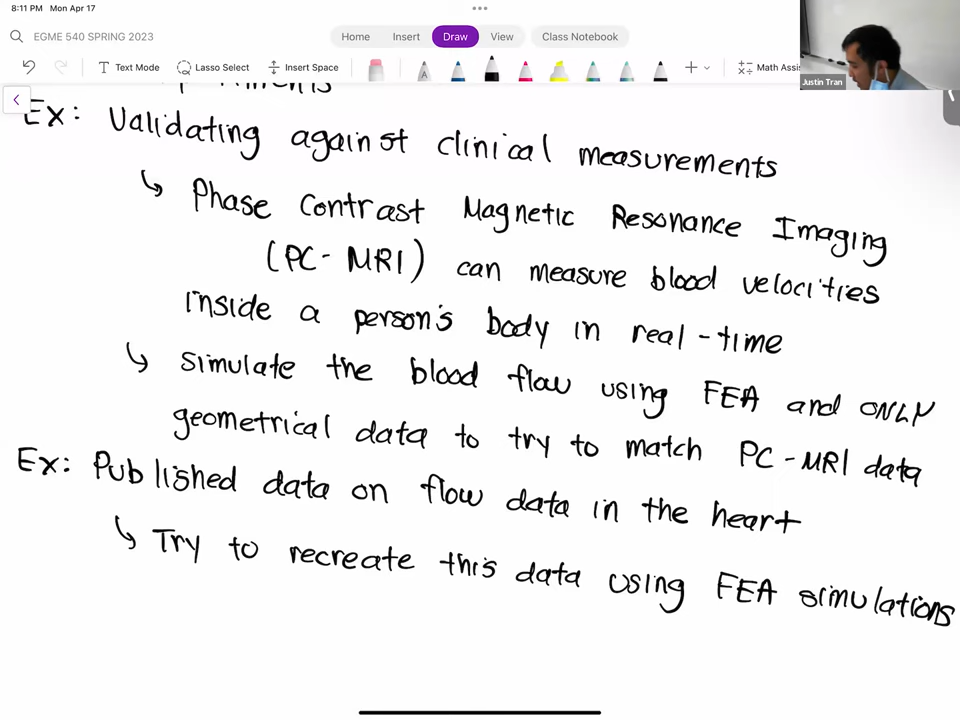 8:11 PM Mon Apr 17
EGME 540 SPRING 2023
Home Insert Draw View Class Notebook
Text Mode Lasso Select Insert Space Math Assis
Justin Tran
Ex: Validating against clinical measurements
↳ Phase Contrast Magnetic Resonance Imaging
(PC-MRI) can measure blood velocities
inside a person's body in real-time
↳ simulate the blood flow using FEA and ONLY
geometrical data to try to match PC-MRI data
Ex: Published data on flow data in the heart
↳ Try to recreate this data using FEA simulations